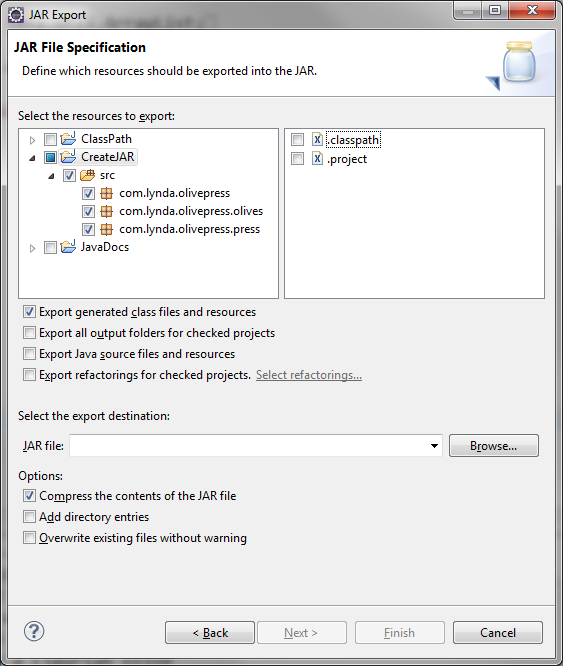 JAR Export
JAR File Specification
Define which resources should be exported into the JAR.
Select the resources to export:
ClassPath
CreateJAR
src
com.lynda.olivepress
com.lynda.olivepress.olives
com.lynda.olivepress.press
JavaDocs
.classpath
.project
Export generated class files and resources
Export all output folders for checked projects
Export Java source files and resources
Export refactorings for checked projects. Select refactorings...
Select the export destination:
JAR file: Browse...
Options:
Compress the contents of the JAR file
Add directory entries
Overwrite existing files without warning
? < Back Next > Finish Cancel